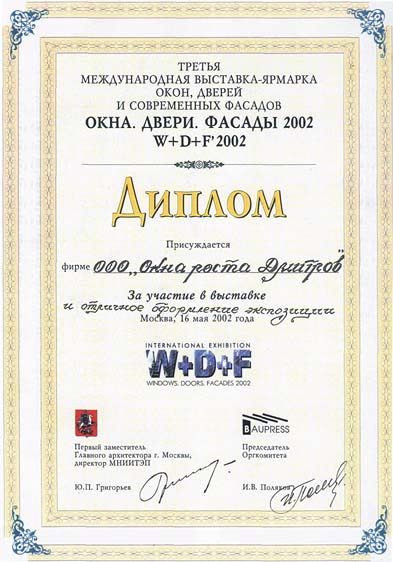 ТРЕТЬЯ
МЕЖДУНАРОДНАЯ ВЫСТАВКА-ЯРМАРКА
ОКОН, ДВЕРЕЙ
И СОВРЕМЕННЫХ ФАСАДОВ
ОКНА. ДВЕРИ. ФАСАДЫ 2002
W+D+F'2002
ДИПЛОМ
Присуждается
фирме ООО „Окна роста Дмитров"
За участие в выставке
и отличное оформление экспозиции
Москва, 16 мая 2002 года
INTERNATIONAL EXHIBITION
W+D+F
WINDOWS. DOORS. FACADES 2002
BAUPRESS
Первый заместитель
Главного архитектора г. Москвы,
директор МНИИТЭП
Ю.П. Григорьев
Председатель
Оргкомитета
И.В. Поляков